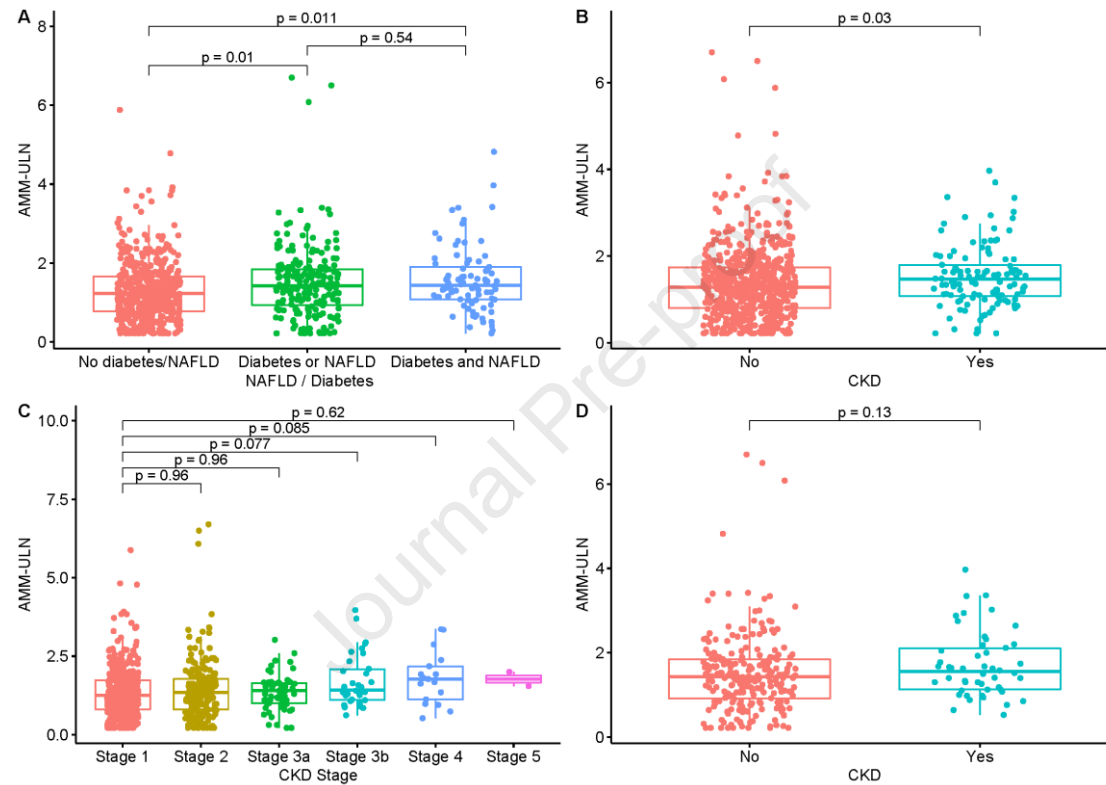 A
p = 0.011
p = 0.54
p = 0.01
8
6
4
2
0
AMM-ULN
No diabetes/NAFLD
Diabetes or NAFLD
Diabetes and NAFLD
NAFLD / Diabetes
B
p = 0.03
6
4
2
0
AMM-ULN
No
Yes
CKD
C
p = 0.62
p = 0.085
p = 0.077
p = 0.96
p = 0.96
10.0
7.5
5.0
2.5
0.0
AMM-ULN
Stage 1
Stage 2
Stage 3a
Stage 3b
Stage 4
Stage 5
CKD Stage
D
p = 0.13
6
4
2
0
AMM-ULN
No
Yes
CKD
Journal Pre-proof